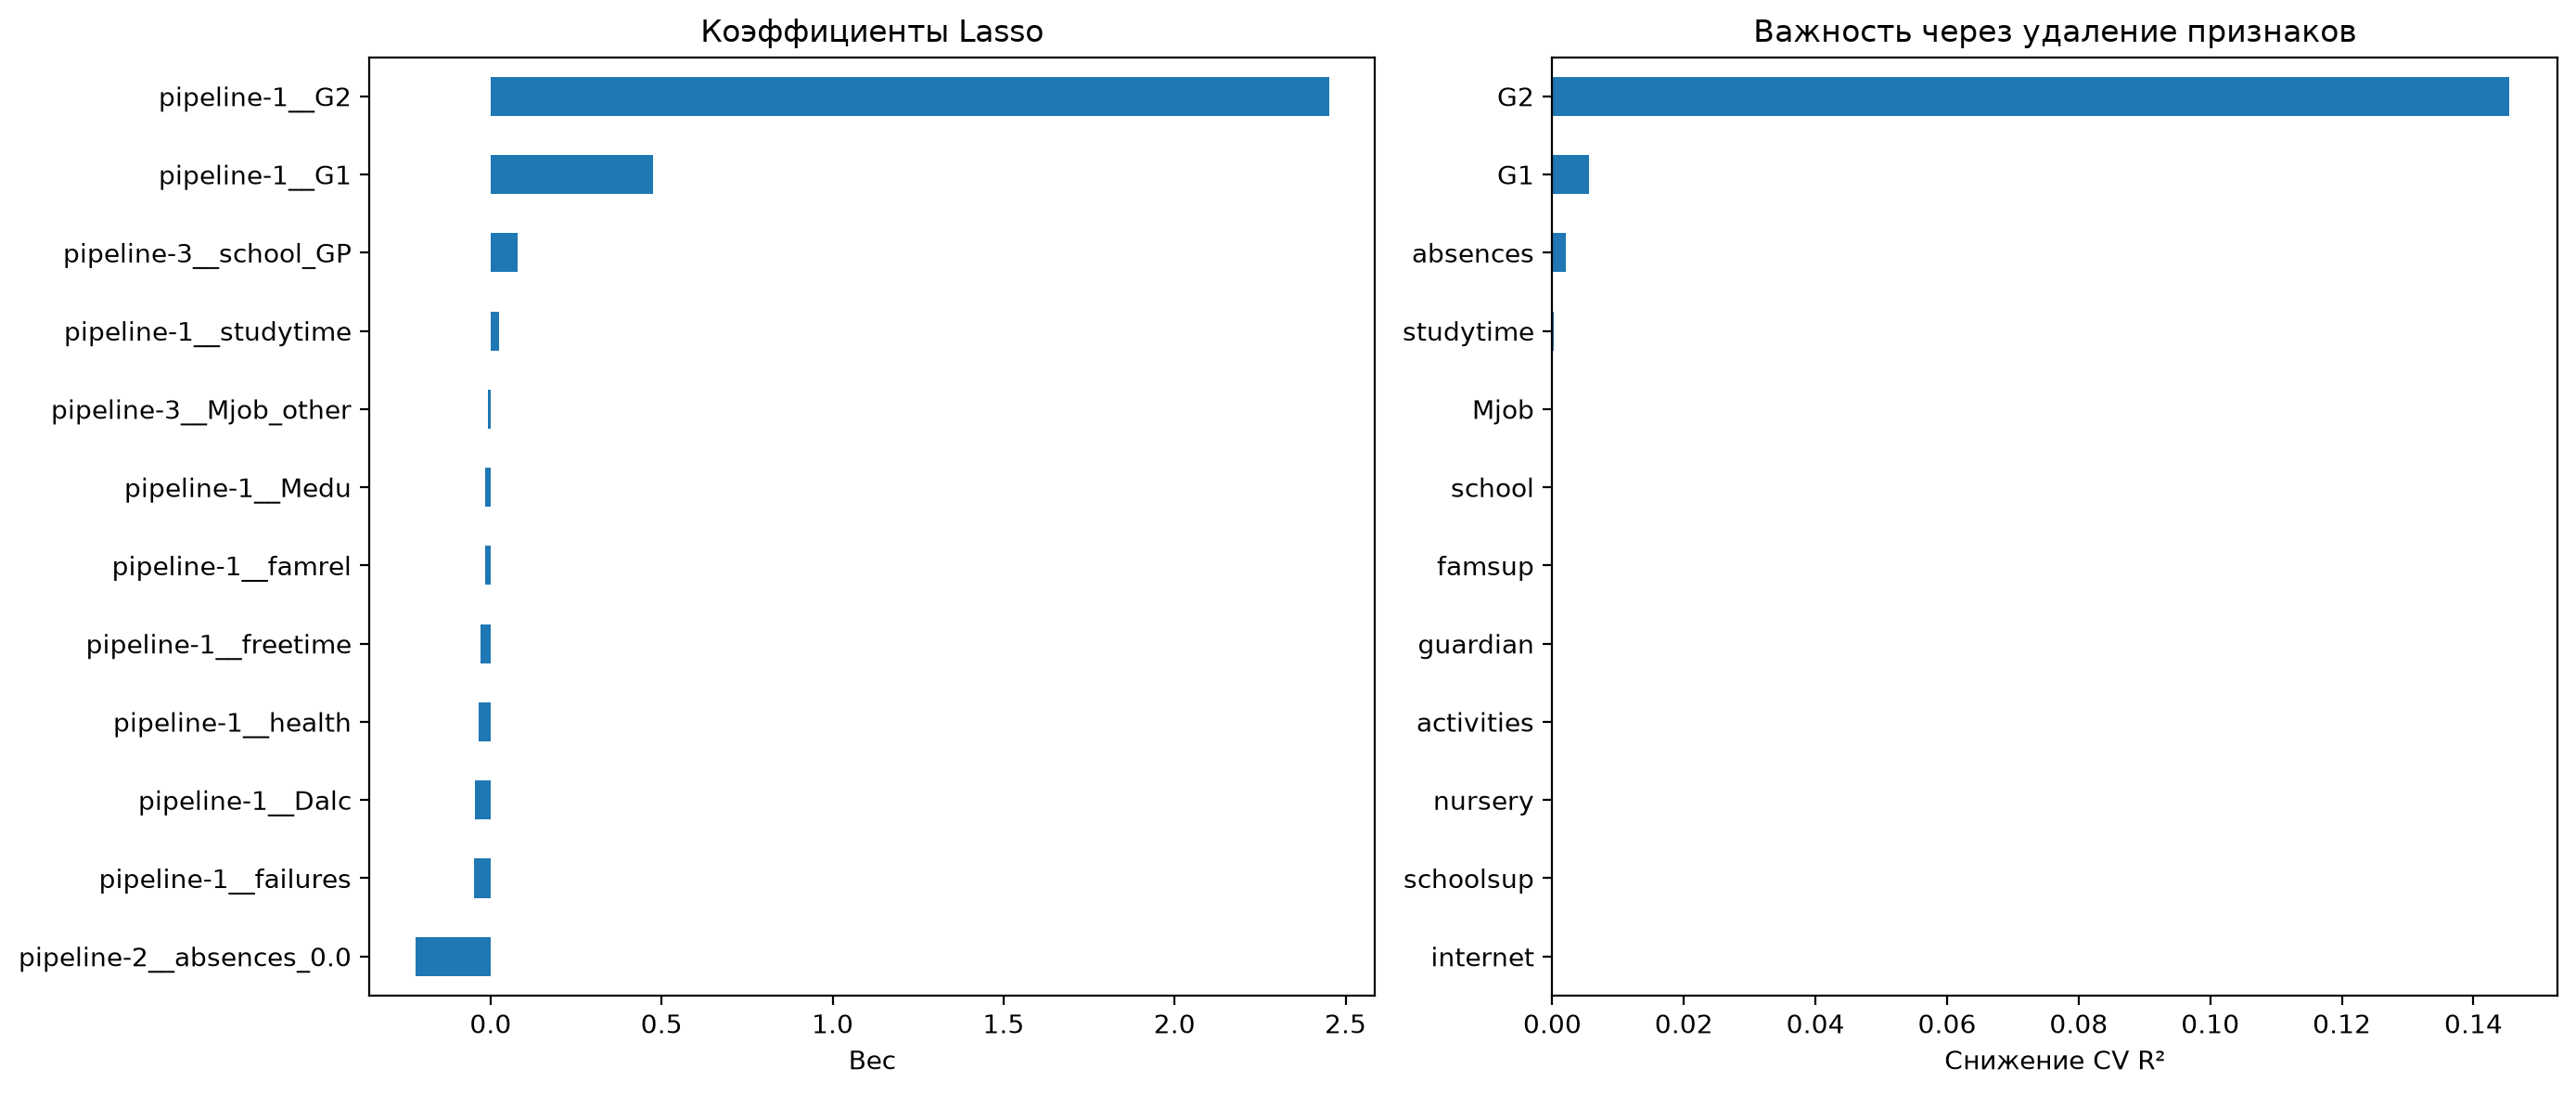 Коэффициенты Lasso
pipeline-1__G2
pipeline-1__G1
pipeline-3__school_GP
pipeline-1__studytime
pipeline-3__Mjob_other
pipeline-1__Medu
pipeline-1__famrel
pipeline-1__freetime
pipeline-1__health
pipeline-1__Dalc
pipeline-1__failures
pipeline-2__absences_0.0
0.0 0.5 1.0 1.5 2.0 2.5
Вес
Важность через удаление признаков
G2
G1
absences
studytime
Mjob
school
famsup
guardian
activities
nursery
schoolsup
internet
0.00 0.02 0.04 0.06 0.08 0.10 0.12 0.14
Снижение CV R²